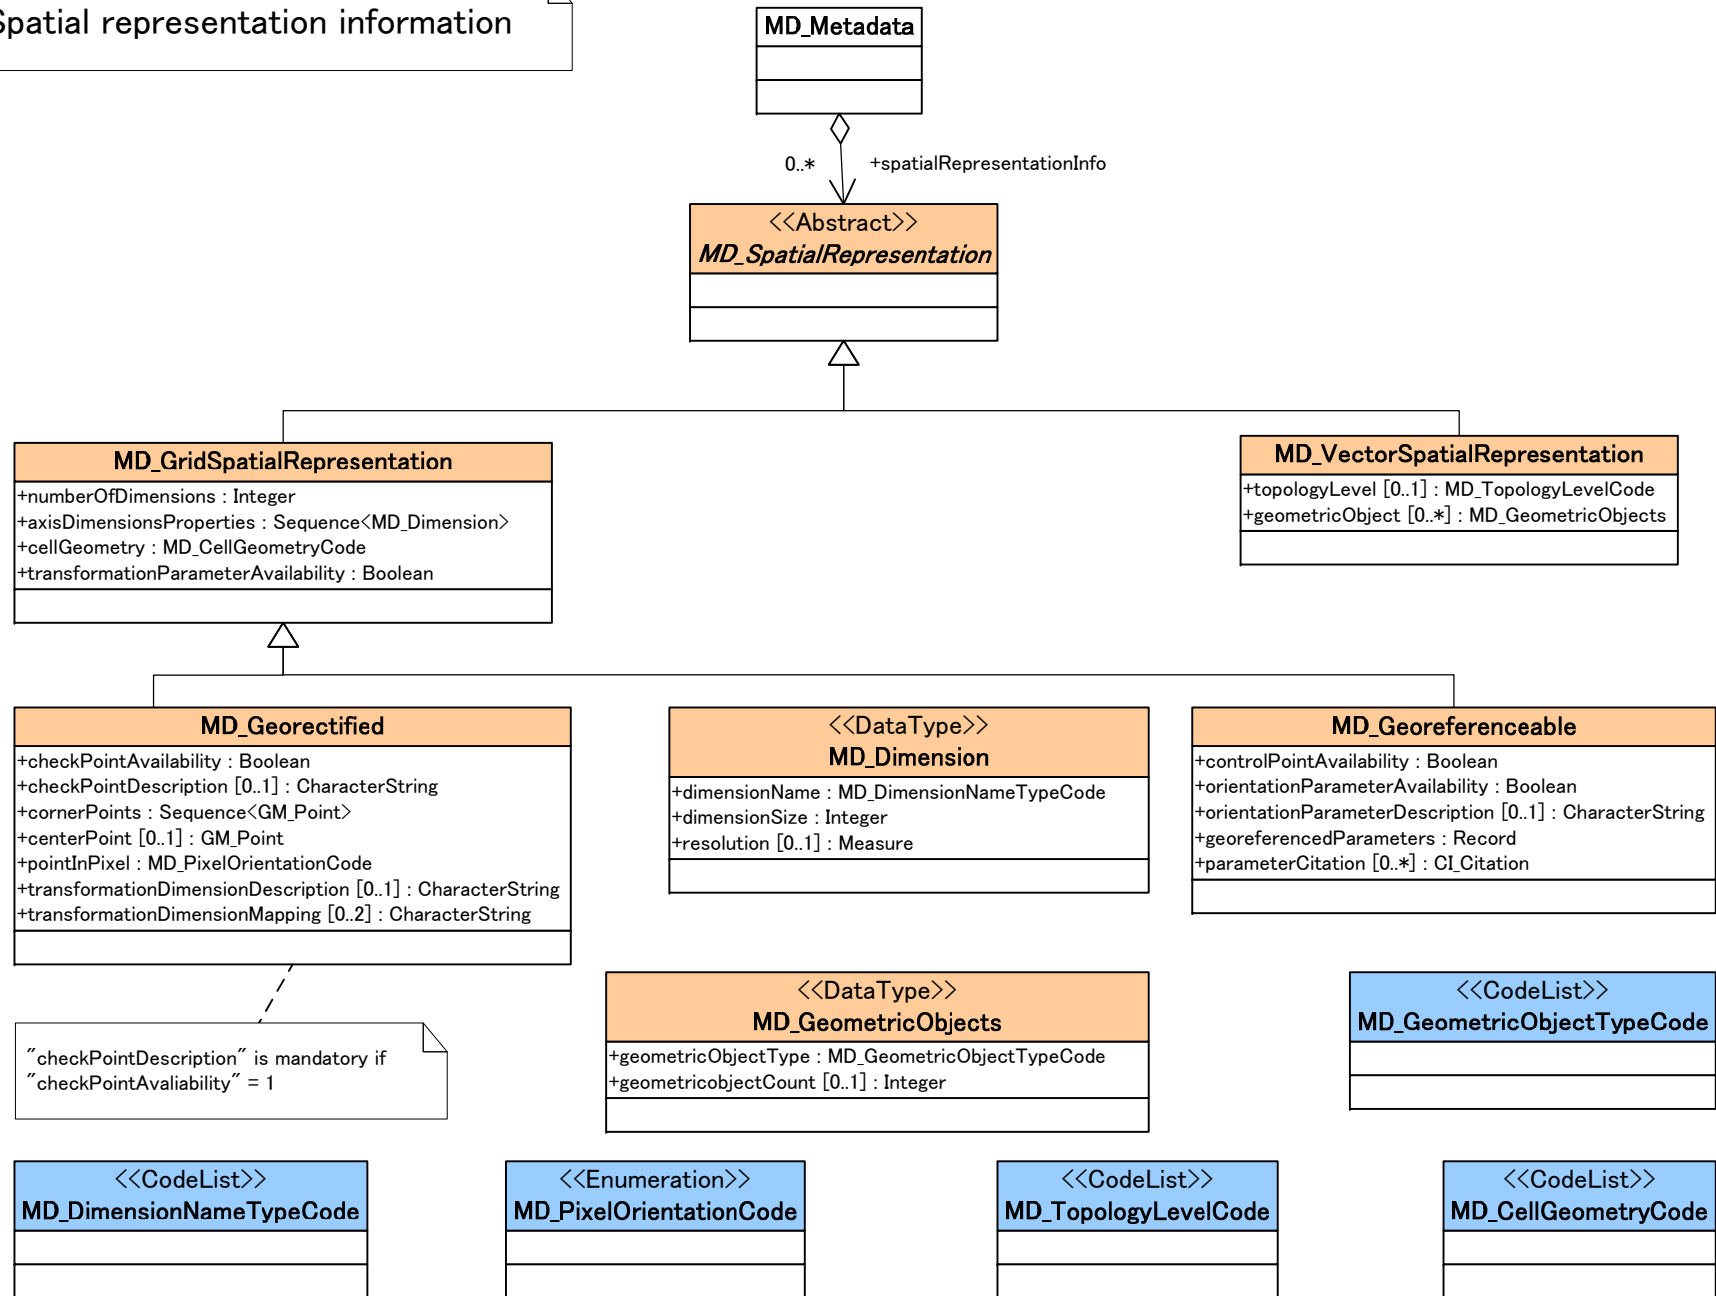 Spatial representation information
MD_Metadata
0..*
+spatialRepresentationInfo
<<Abstract>>
MD_SpatialRepresentation
MD_GridSpatialRepresentation
+numberOfDimensions : Integer
+axisDimensionsProperties : Sequence<MD_Dimension>
+cellGeometry : MD_CellGeometryCode
+transformationParameterAvailability : Boolean
MD_VectorSpatialRepresentation
+topologyLevel [0..1] : MD_TopologyLevelCode
+geometricObject [0..*] : MD_GeometricObjects
MD_Georectified
+checkPointAvailability : Boolean
+checkPointDescription [0..1] : CharacterString
+cornerPoints : Sequence<GM_Point>
+centerPoint [0..1] : GM_Point
+pointInPixel : MD_PixelOrientationCode
+transformationDimensionDescription [0..1] : CharacterString
+transformationDimensionMapping [0..2] : CharacterString
<<DataType>>
MD_Dimension
+dimensionName : MD_DimensionNameTypeCode
+dimensionSize : Integer
+resolution [0..1] : Measure
MD_Georeferenceable
+controlPointAvailability : Boolean
+orientationParameterAvailability : Boolean
+orientationParameterDescription [0..1] : CharacterString
+georeferencedParameters : Record
+parameterCitation [0..*] : CI_Citation
"checkPointDescription" is mandatory if
"checkPointAvaliability" = 1
<<DataType>>
MD_GeometricObjects
+geometricObjectType : MD_GeometricObjectTypeCode
+geometricobjectCount [0..1] : Integer
<<CodeList>>
MD_GeometricObjectTypeCode
<<CodeList>>
MD_DimensionNameTypeCode
<<Enumeration>>
MD_PixelOrientationCode
<<CodeList>>
MD_TopologyLevelCode
<<CodeList>>
MD_CellGeometryCode